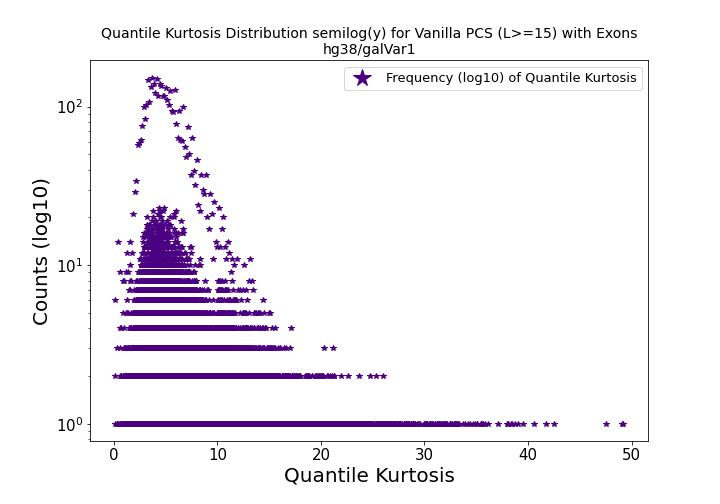 Quantile Kurtosis Distribution semilog(y) for Vanilla PCS (L>=15) with Exons
hg38/galVar1
Frequency (log10) of Quantile Kurtosis
Counts (log10)
10²
10¹
10⁰
0 10 20 30 40 50
Quantile Kurtosis